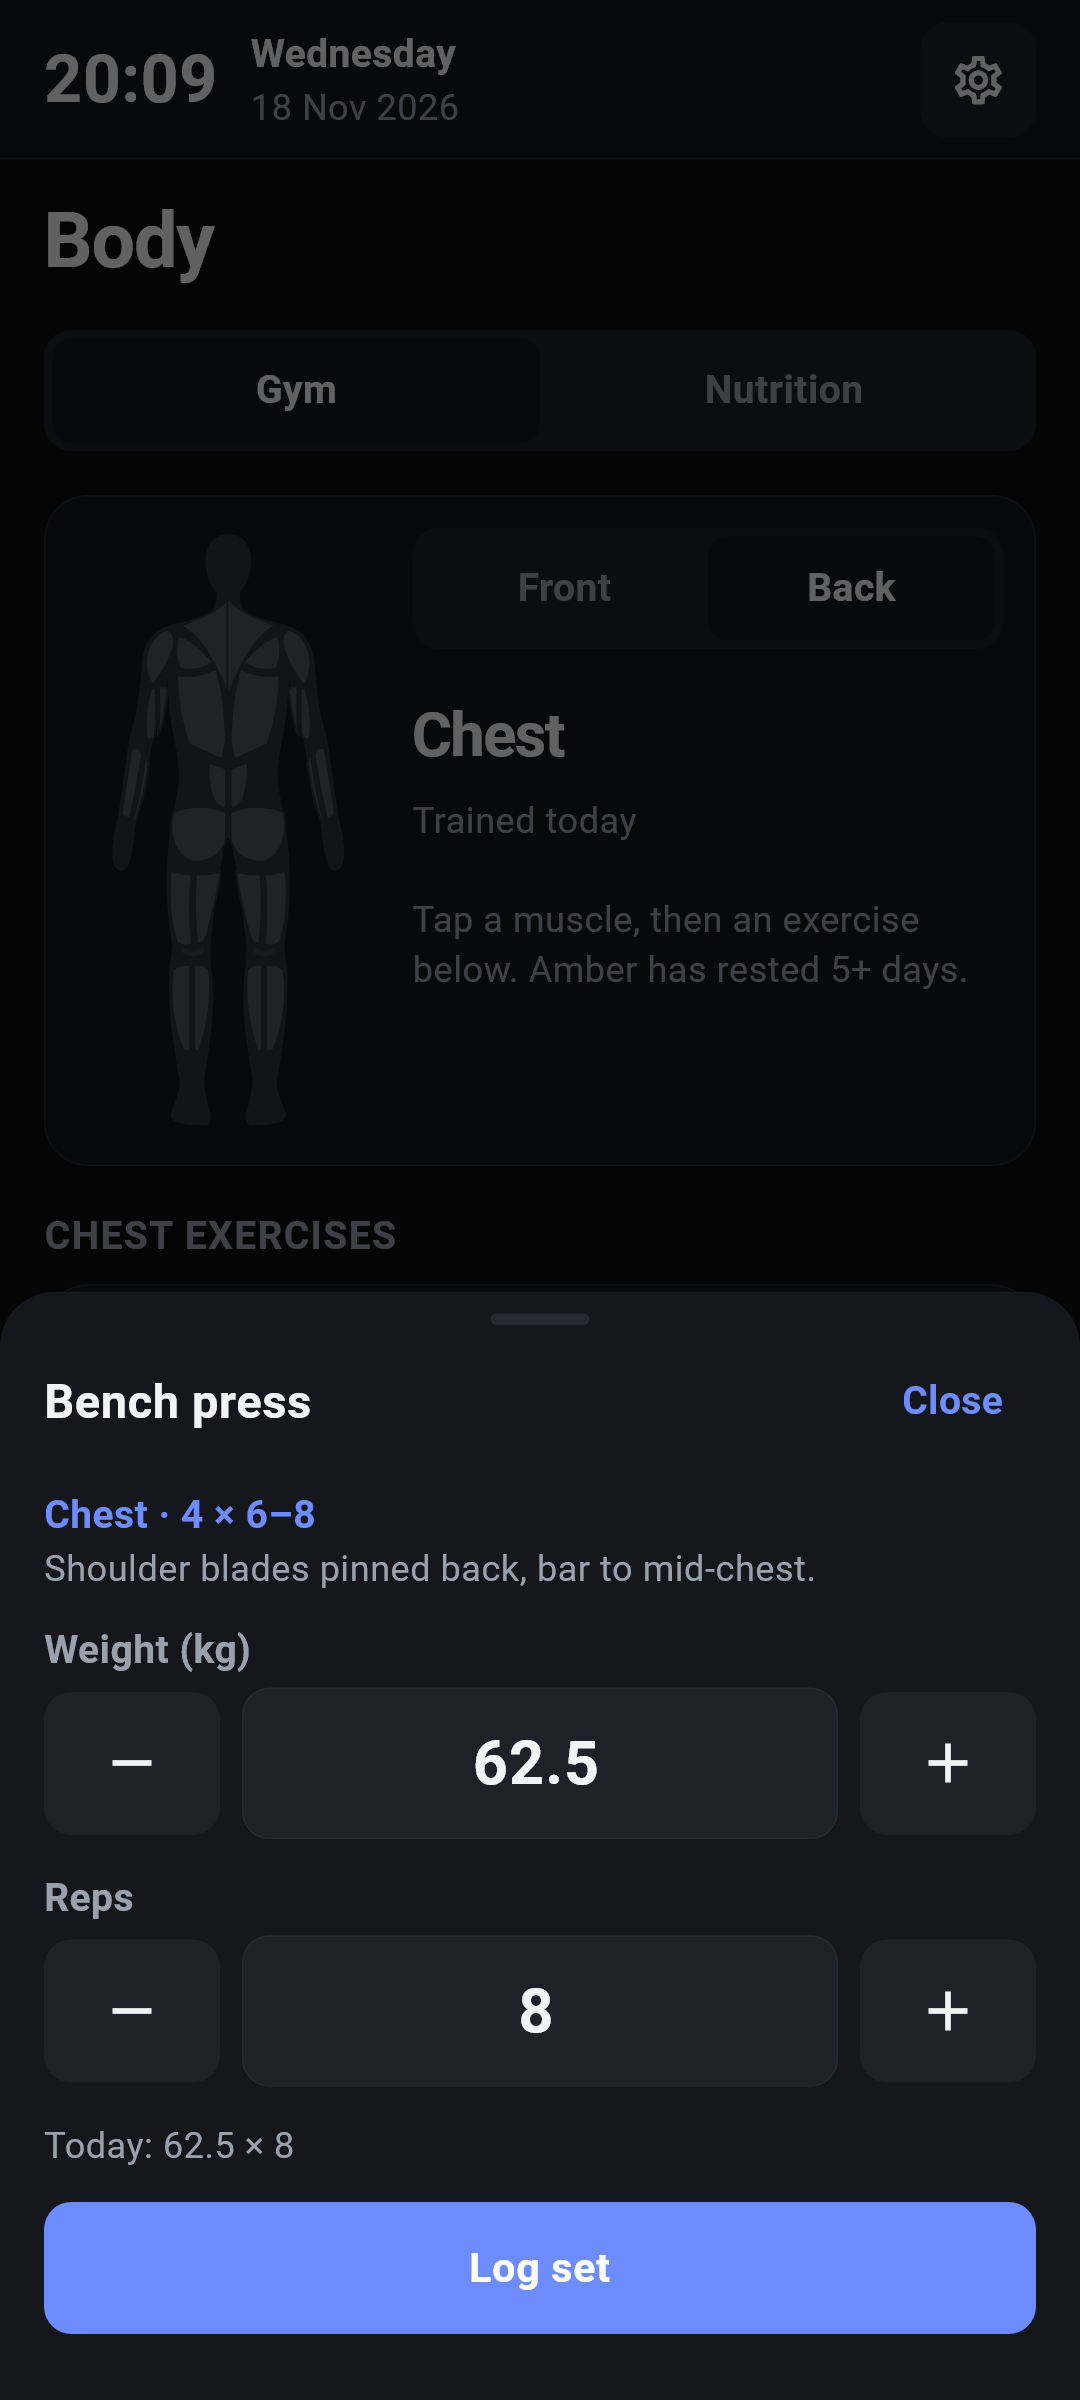 20:09
Wednesday
18 Nov 2026
Body
Gym
Nutrition
Front
Back
Chest
Trained today
Tap a muscle, then an exercise
below. Amber has rested 5+ days.
CHEST EXERCISES
Bench press
Close
Chest · 4 × 6–8
Shoulder blades pinned back, bar to mid-chest.
Weight (kg)
62.5
Reps
8
Today: 62.5 × 8
Log set